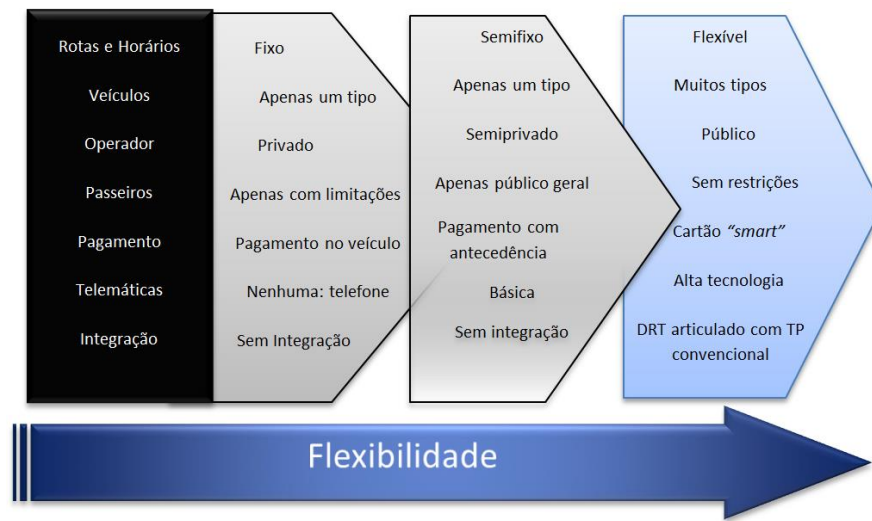 Rotas e Horários
Fixo
Semifixo
Flexível
Veículos
Apenas um tipo
Apenas um tipo
Muitos tipos
Operador
Privado
Semiprivado
Público
Passeiros
Apenas com limitações
Apenas público geral
Sem restrições
Pagamento
Pagamento no veículo
Pagamento com
antecedência
Cartão “smart”
Telemáticas
Nenhuma: telefone
Básica
Alta tecnologia
Integração
Sem Integração
Sem integração
DRT articulado com TP
convencional
Flexibilidade